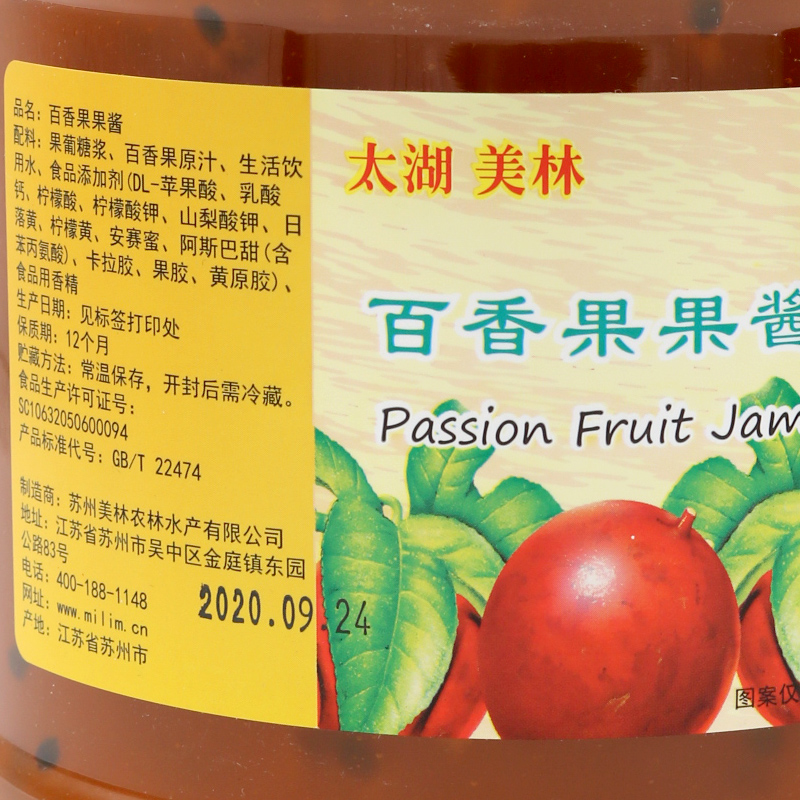 品名：百香果果酱
配料：果葡糖浆、百香果原汁、生活饮
用水、食品添加剂(DL-苹果酸、乳酸
钙、柠檬酸、柠檬酸钾、山梨酸钾、日
落黄、柠檬黄、安赛蜜、阿斯巴甜(含
苯丙氨酸)、卡拉胶、果胶、黄原胶)、
食品用香精
生产日期：见标签打印处
保质期：12个月
贮藏方法：常温保存，开封后需冷藏。
食品生产许可证号：
SC10632050600094
产品标准代号：GB/T 22474
制造商：苏州美林农林水产有限公司
地址：江苏省苏州市吴中区金庭镇东园
公路83号
电话：400-188-1148
网址：www.milim.cn
产地：江苏省苏州市
2020.09.24
太湖 美林
百香果果酱
Passion Fruit Jam
图案仅